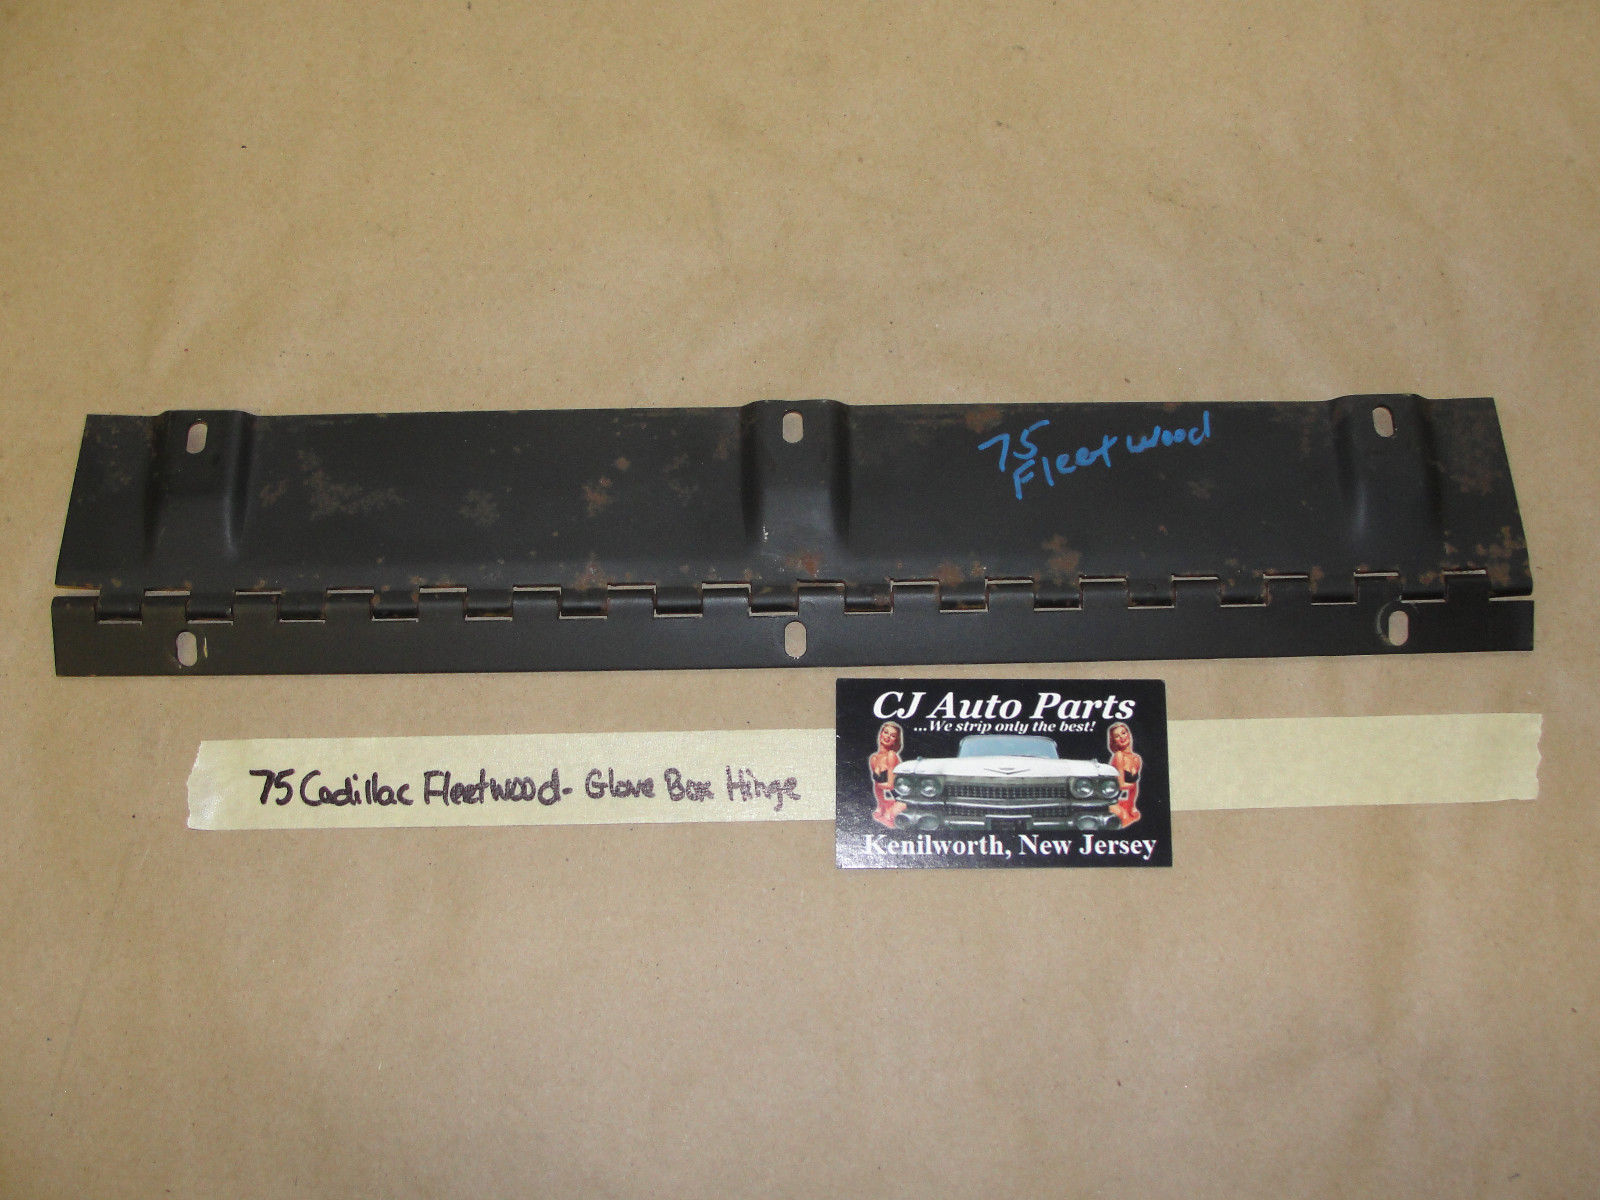 75
Fleetwood
75 Cadillac Fleetwood- Glove Box Hinge
CJ Auto Parts
...We strip only the best!
Kenilworth, New Jersey